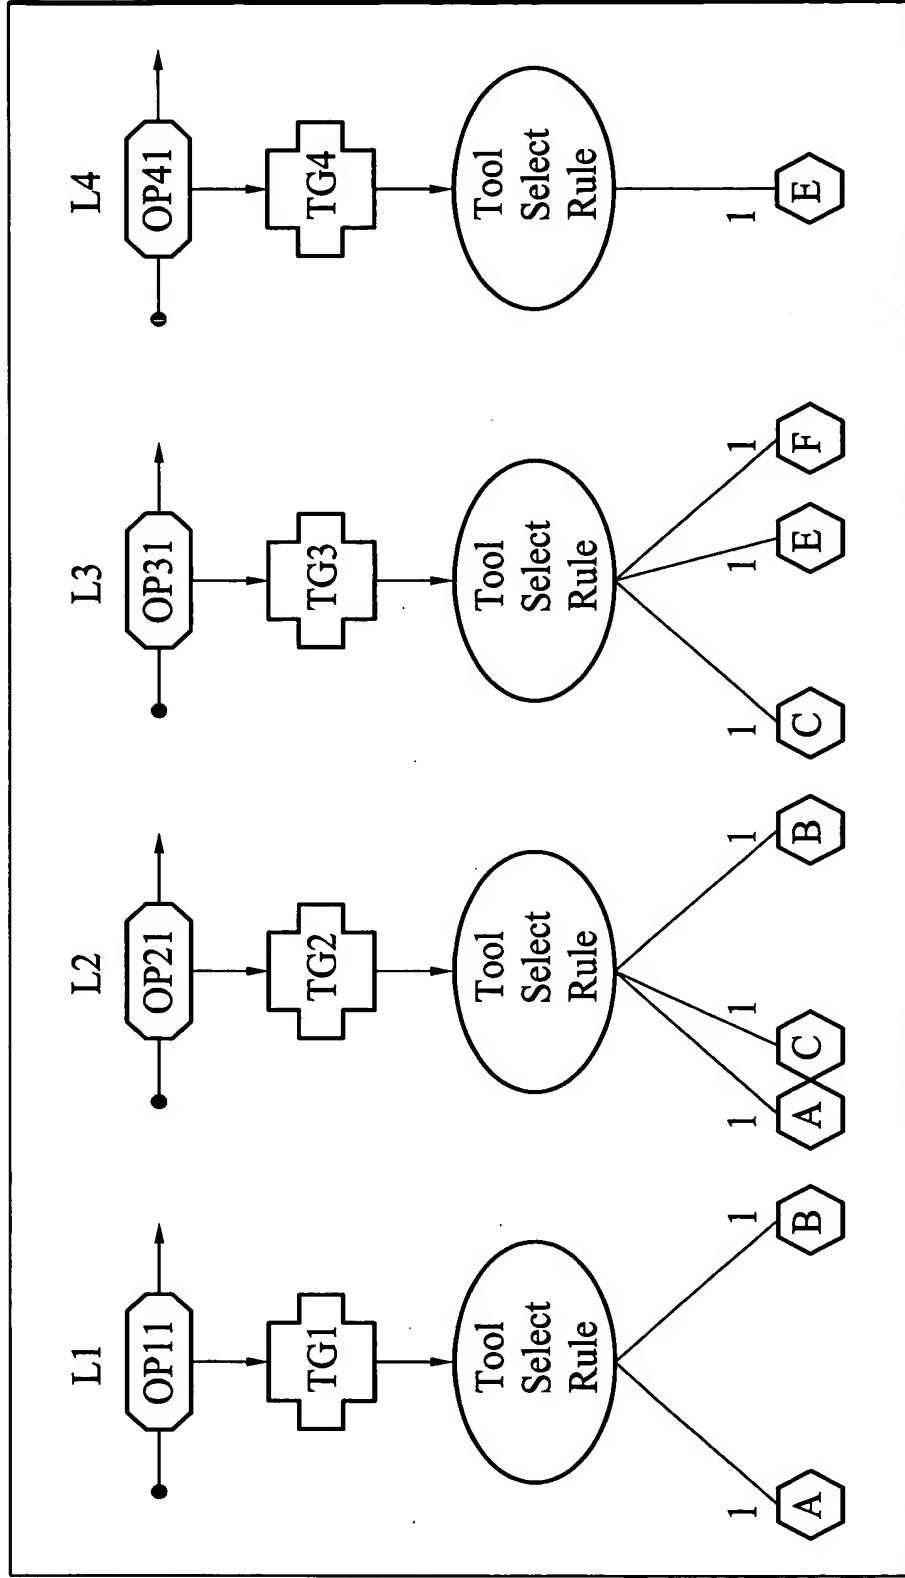 L1
L2
L3
L4
OP11
OP21
OP31
OP41
TG1
TG2
TG3
TG4
Tool
Select
Rule
Tool
Select
Rule
Tool
Select
Rule
Tool
Select
Rule
1
1
1
1
1
1
1
1
1
A
B
A
C
B
C
E
F
E